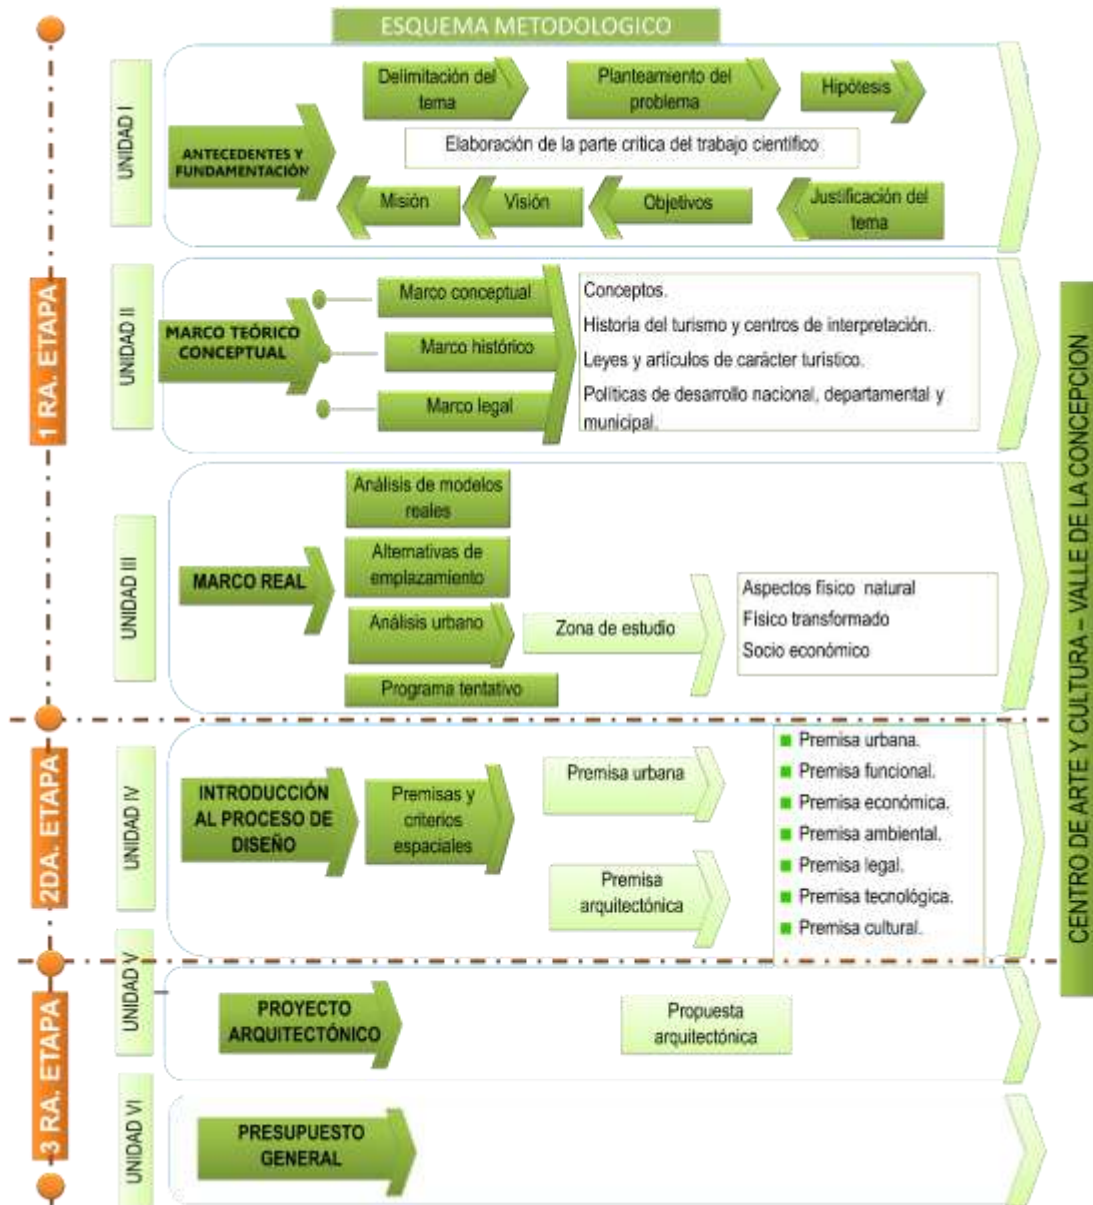 ESQUEMA METODOLOGICO
1 RA. ETAPA
UNIDAD I
ANTECEDENTES Y
FUNDAMENTACIÓN
Delimitación del
tema
Planteamiento del
problema
Hipótesis
Elaboración de la parte critica del trabajo científico
Misión
Visión
Objetivos
Justificación del
tema
UNIDAD II
MARCO TEÓRICO
CONCEPTUAL
Marco conceptual
Marco histórico
Marco legal
Conceptos.
Historia del turismo y centros de interpretación.
Leyes y artículos de carácter turístico.
Políticas de desarrollo nacional, departamental y
municipal.
UNIDAD III
MARCO REAL
Análisis de modelos
reales
Alternativas de
emplazamiento
Análisis urbano
Programa tentativo
Zona de estudio
Aspectos físico natural
Físico transformado
Socio económico
2DA. ETAPA
UNIDAD IV
INTRODUCCIÓN
AL PROCESO DE
DISEÑO
Premisas y
criterios
espaciales
Premisa urbana
Premisa
arquitectónica
Premisa urbana.
Premisa funcional.
Premisa económica.
Premisa ambiental.
Premisa legal.
Premisa tecnológica.
Premisa cultural.
3 RA. ETAPA
UNIDAD V
PROYECTO
ARQUITECTÓNICO
Propuesta
arquitectónica
UNIDAD VI
PRESUPUESTO
GENERAL
CENTRO DE ARTE Y CULTURA – VALLE DE LA CONCEPCION